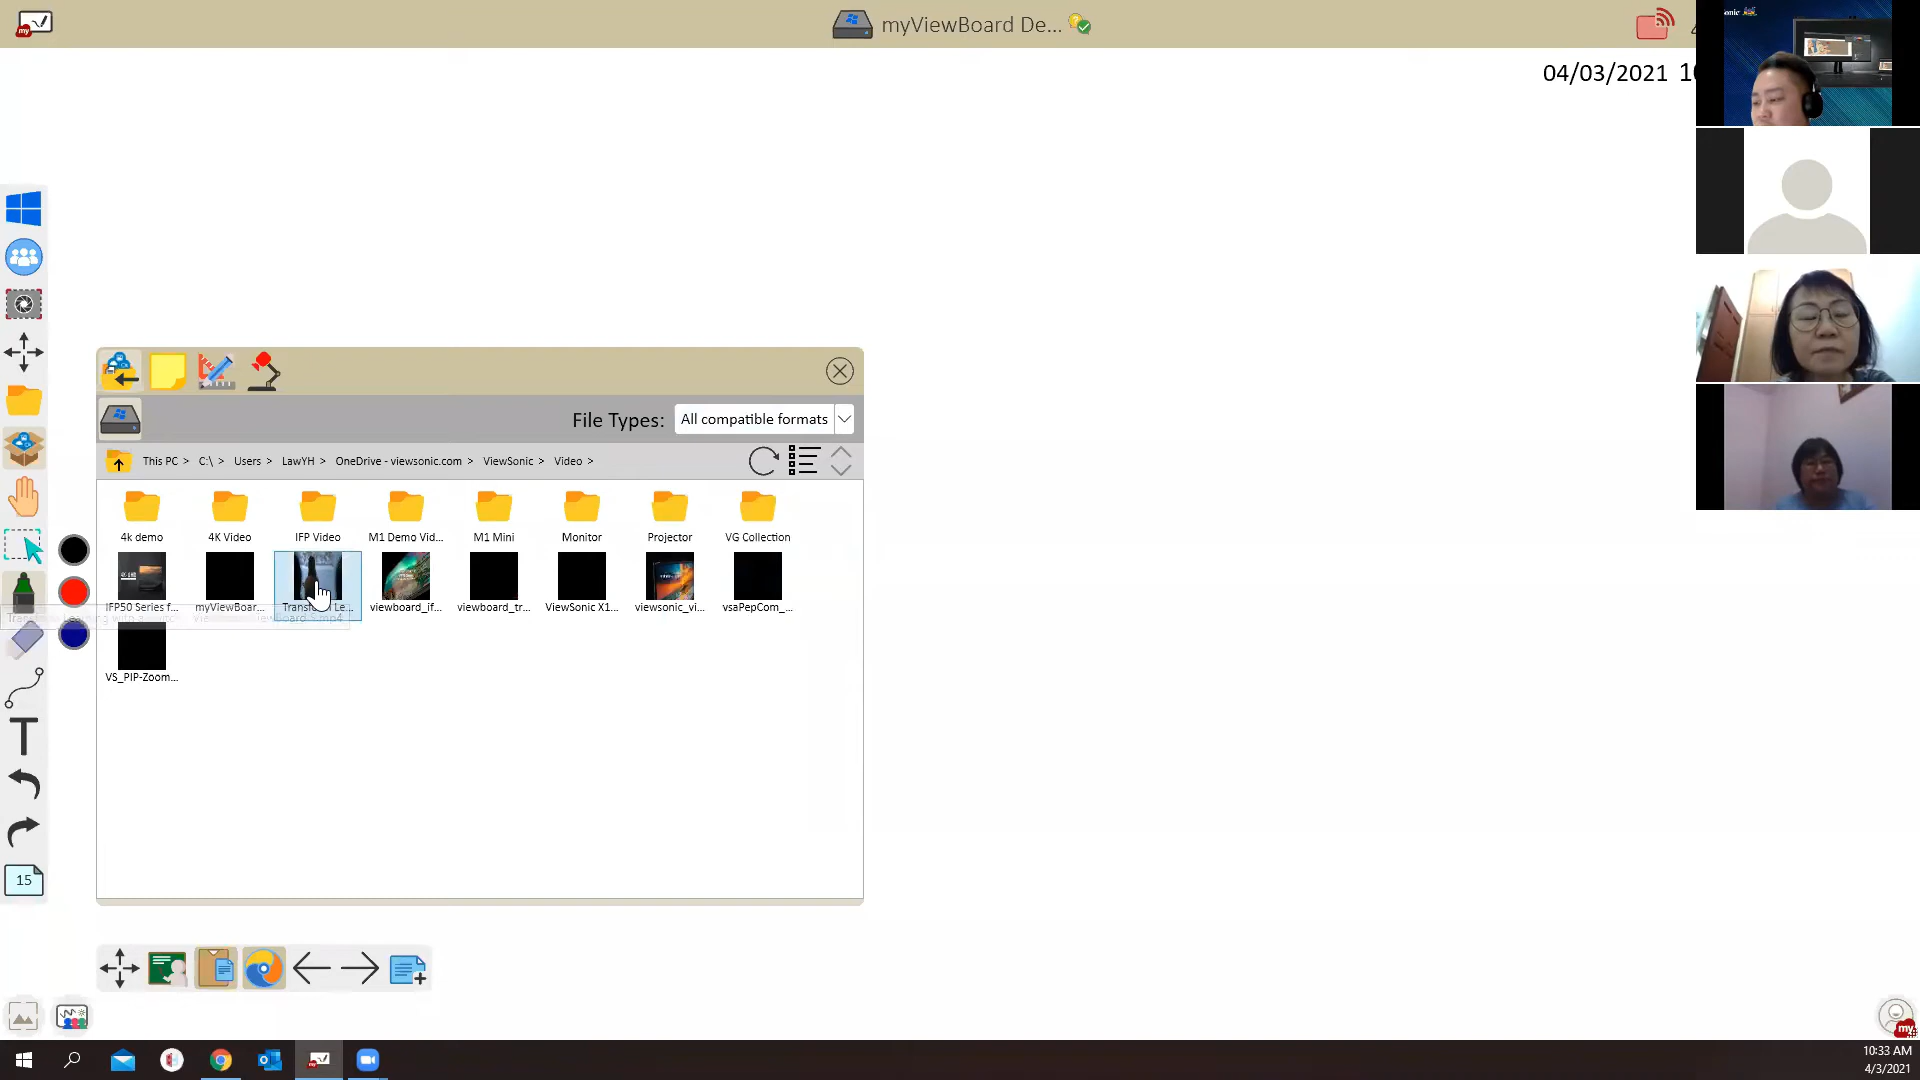 my
myViewBoard De...
04/03/2021
File Types:
All compatible formats
This PC > C:\ > Users > LawYH > OneDrive - viewsonic.com > ViewSonic > Video >
4k demo
4K Video
IFP Video
M1 Demo Vid...
M1 Mini
Monitor
Projector
VG Collection
IFP50 Series f...
myViewBoar...
viewboard_if...
viewboard_tr...
ViewSonic X1...
viewsonic_vi...
vsaPepCom_...
VS_PIP-Zoom...
T
15
my
10:33 AM
4/3/2021